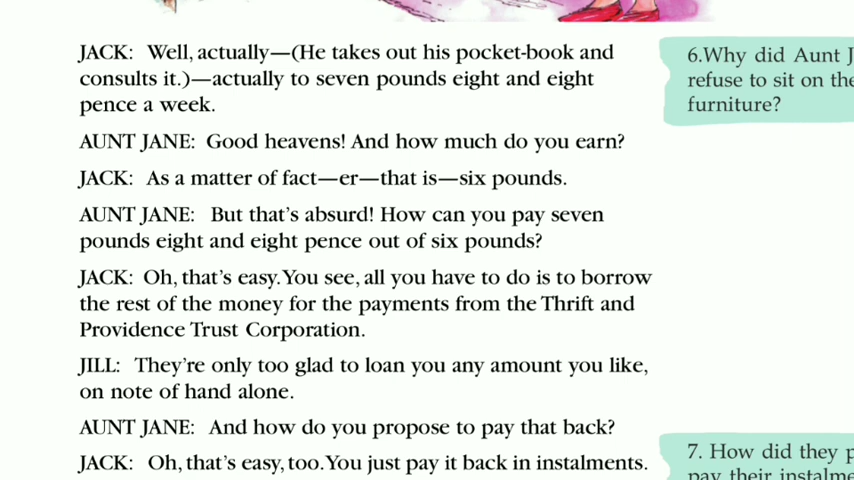 JACK: Well, actually—(He takes out his pocket-book and
consults it.)—actually to seven pounds eight and eight
pence a week.
AUNT JANE: Good heavens! And how much do you earn?
JACK: As a matter of fact—er—that is—six pounds.
AUNT JANE: But that's absurd! How can you pay seven
pounds eight and eight pence out of six pounds?
JACK: Oh, that's easy. You see, all you have to do is to borrow
the rest of the money for the payments from the Thrift and
Providence Trust Corporation.
JILL: They're only too glad to loan you any amount you like,
on note of hand alone.
AUNT JANE: And how do you propose to pay that back?
JACK: Oh, that's easy, too. You just pay it back in instalments.
6.Why did Aunt J
refuse to sit on the
furniture?
7. How did they p
pay their instalme